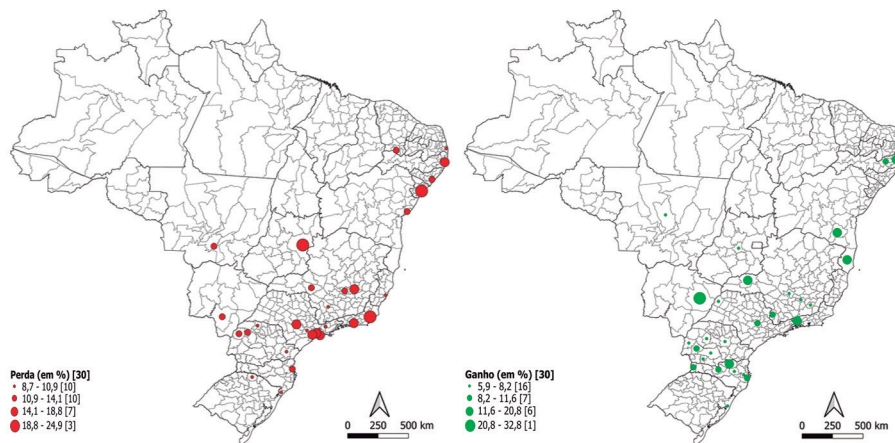 Perda (em %) [30]
8,7 - 10,9 [10]
10,9 - 14,1 [10]
14,1 - 18,8 [7]
18,8 - 24,9 [3]
0 250 500 km
Ganho (em %) [30]
5,9 - 8,2 [16]
8,2 - 11,6 [7]
11,6 - 20,8 [6]
20,8 - 32,8 [1]
0 250 500 km